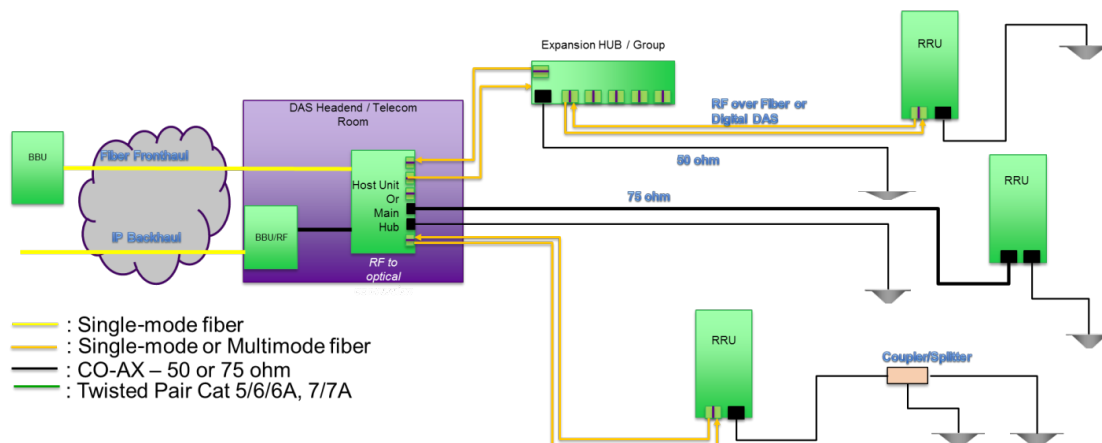 Expansion HUB / Group
RRU
DAS Headend / Telecom
Room
RF over Fiber or
Digital DAS
BBU
Fiber Fronthaul
50 ohm
RRU
Host Unit
Or
Main
Hub
75 ohm
IP Backhaul
BBU/RF
RF to
optical
: Single-mode fiber
: Single-mode or Multimode fiber
: CO-AX – 50 or 75 ohm
: Twisted Pair Cat 5/6/6A, 7/7A
RRU
Coupler/Splitter